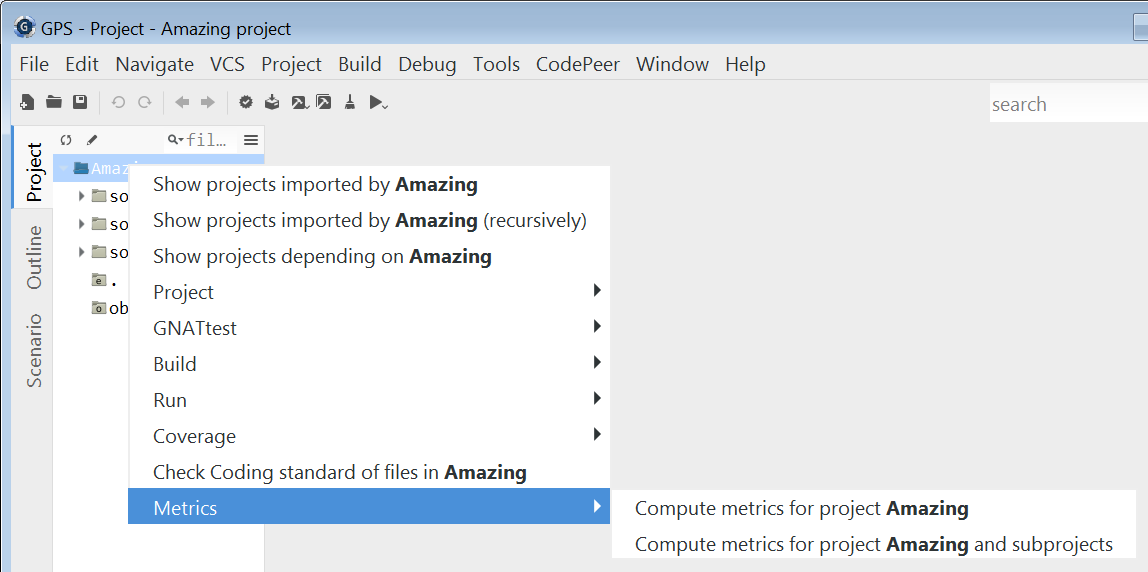 GPS - Project - Amazing project
File Edit Navigate VCS Project Build Debug Tools CodePeer Window Help
search
fil...
Project
Outline
Scenario
so
so
so
.
ob
Show projects imported by Amazing
Show projects imported by Amazing (recursively)
Show projects depending on Amazing
Project
GNATtest
Build
Run
Coverage
Check Coding standard of files in Amazing
Metrics
Compute metrics for project Amazing
Compute metrics for project Amazing and subprojects